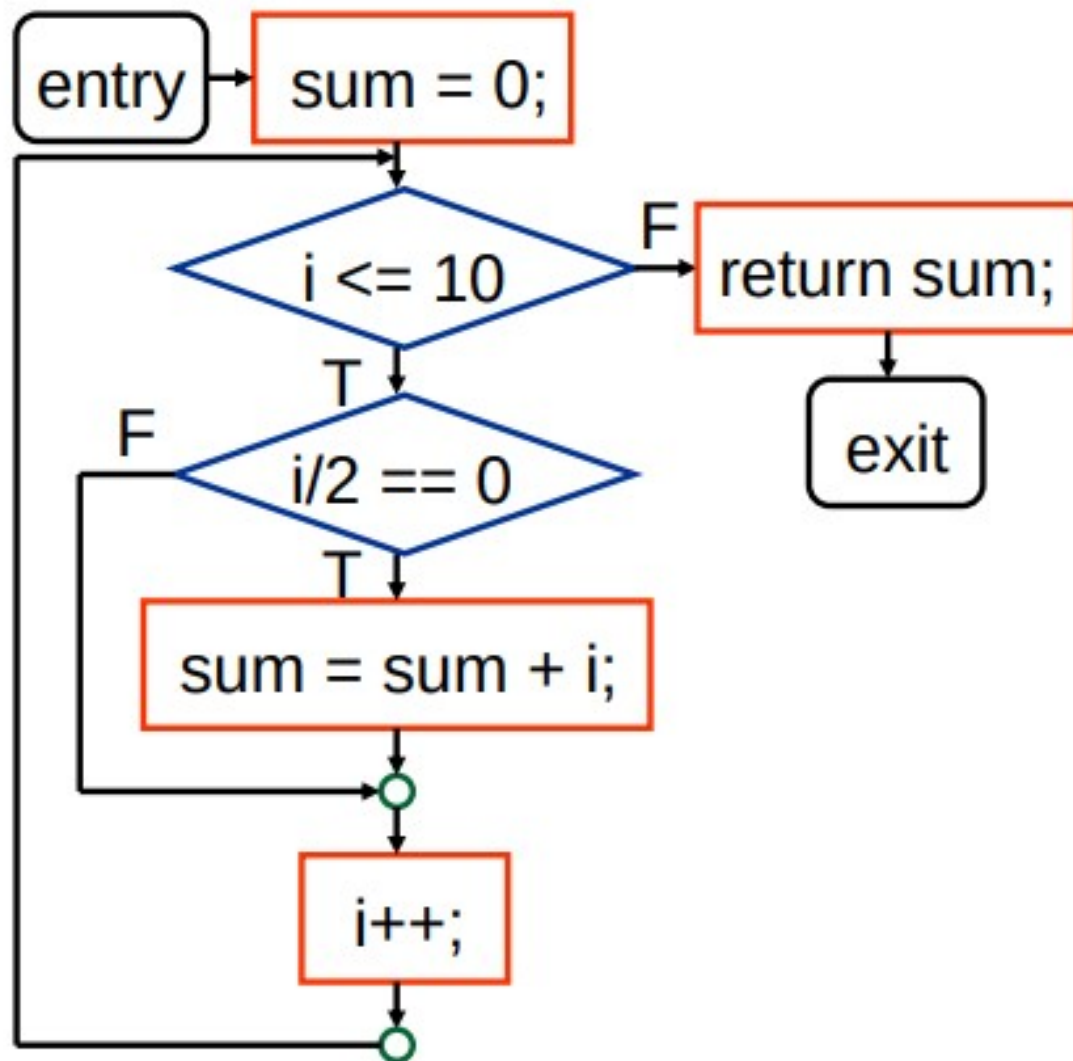 entry
sum = 0;
i <= 10
F
return sum;
T
F
i/2 == 0
exit
T
sum = sum + i;
i++;